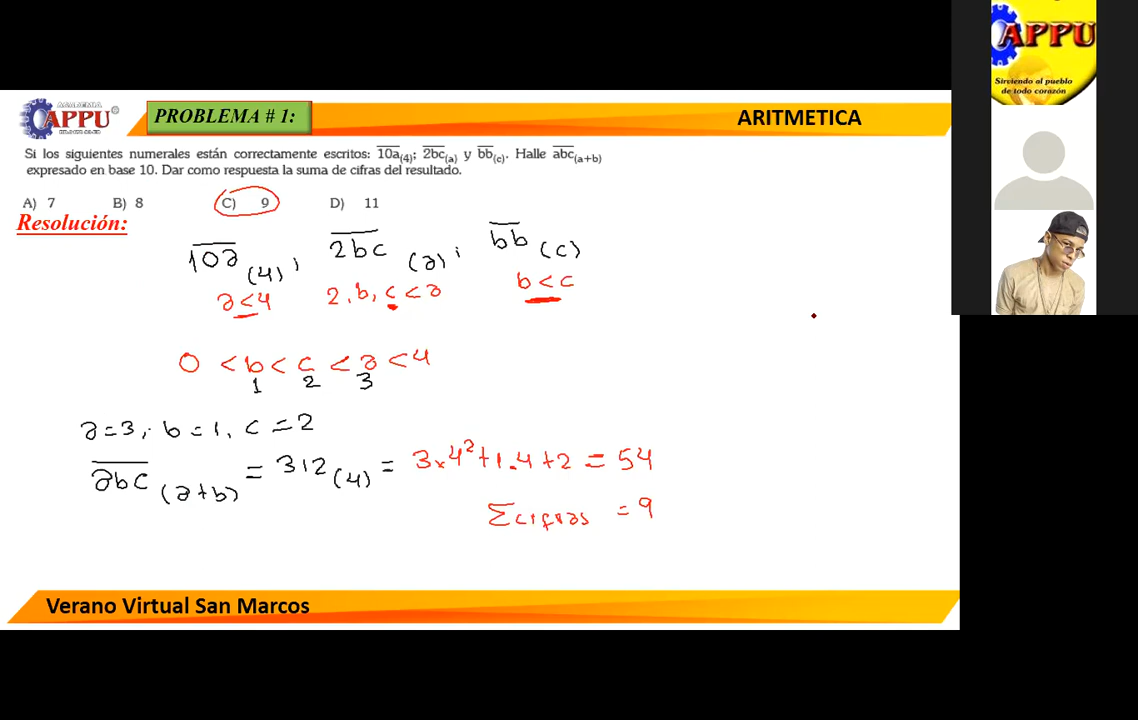 APPU
Sirviendo al pueblo
de todo corazón
ACADEMIA
APPU
PROBLEMA # 1:
ARITMETICA
Si los siguientes numerales están correctamente escritos: 10a(4); 2bc(a) y bb(c). Halle abc(a+b)
expresado en base 10. Dar como respuesta la suma de cifras del resultado.
A) 7 B) 8 C) 9 D) 11
Resolución:
10a(4); 2bc(a); bb(c)
a<4 2,b,c<a b<c
0<b<c<a<4
1 2 3
a=3, b=1, c=2
abc(a+b) = 312(4) = 3×4²+1.4+2 = 54
Σcifras = 9
Verano Virtual San Marcos